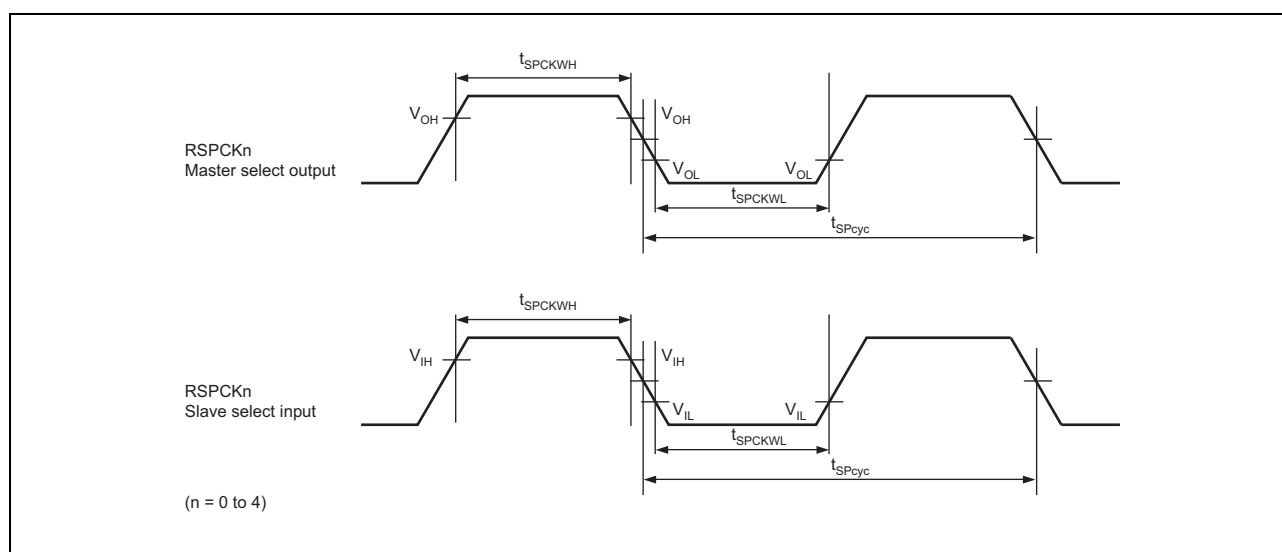 tSPCKWH
VOH VOH
RSPCKn
Master select output
VOL VOL
tSPCKWL
tSPcyc
tSPCKWH
VIH VIH
RSPCKn
Slave select input
VIL VIL
tSPCKWL
tSPcyc
(n = 0 to 4)